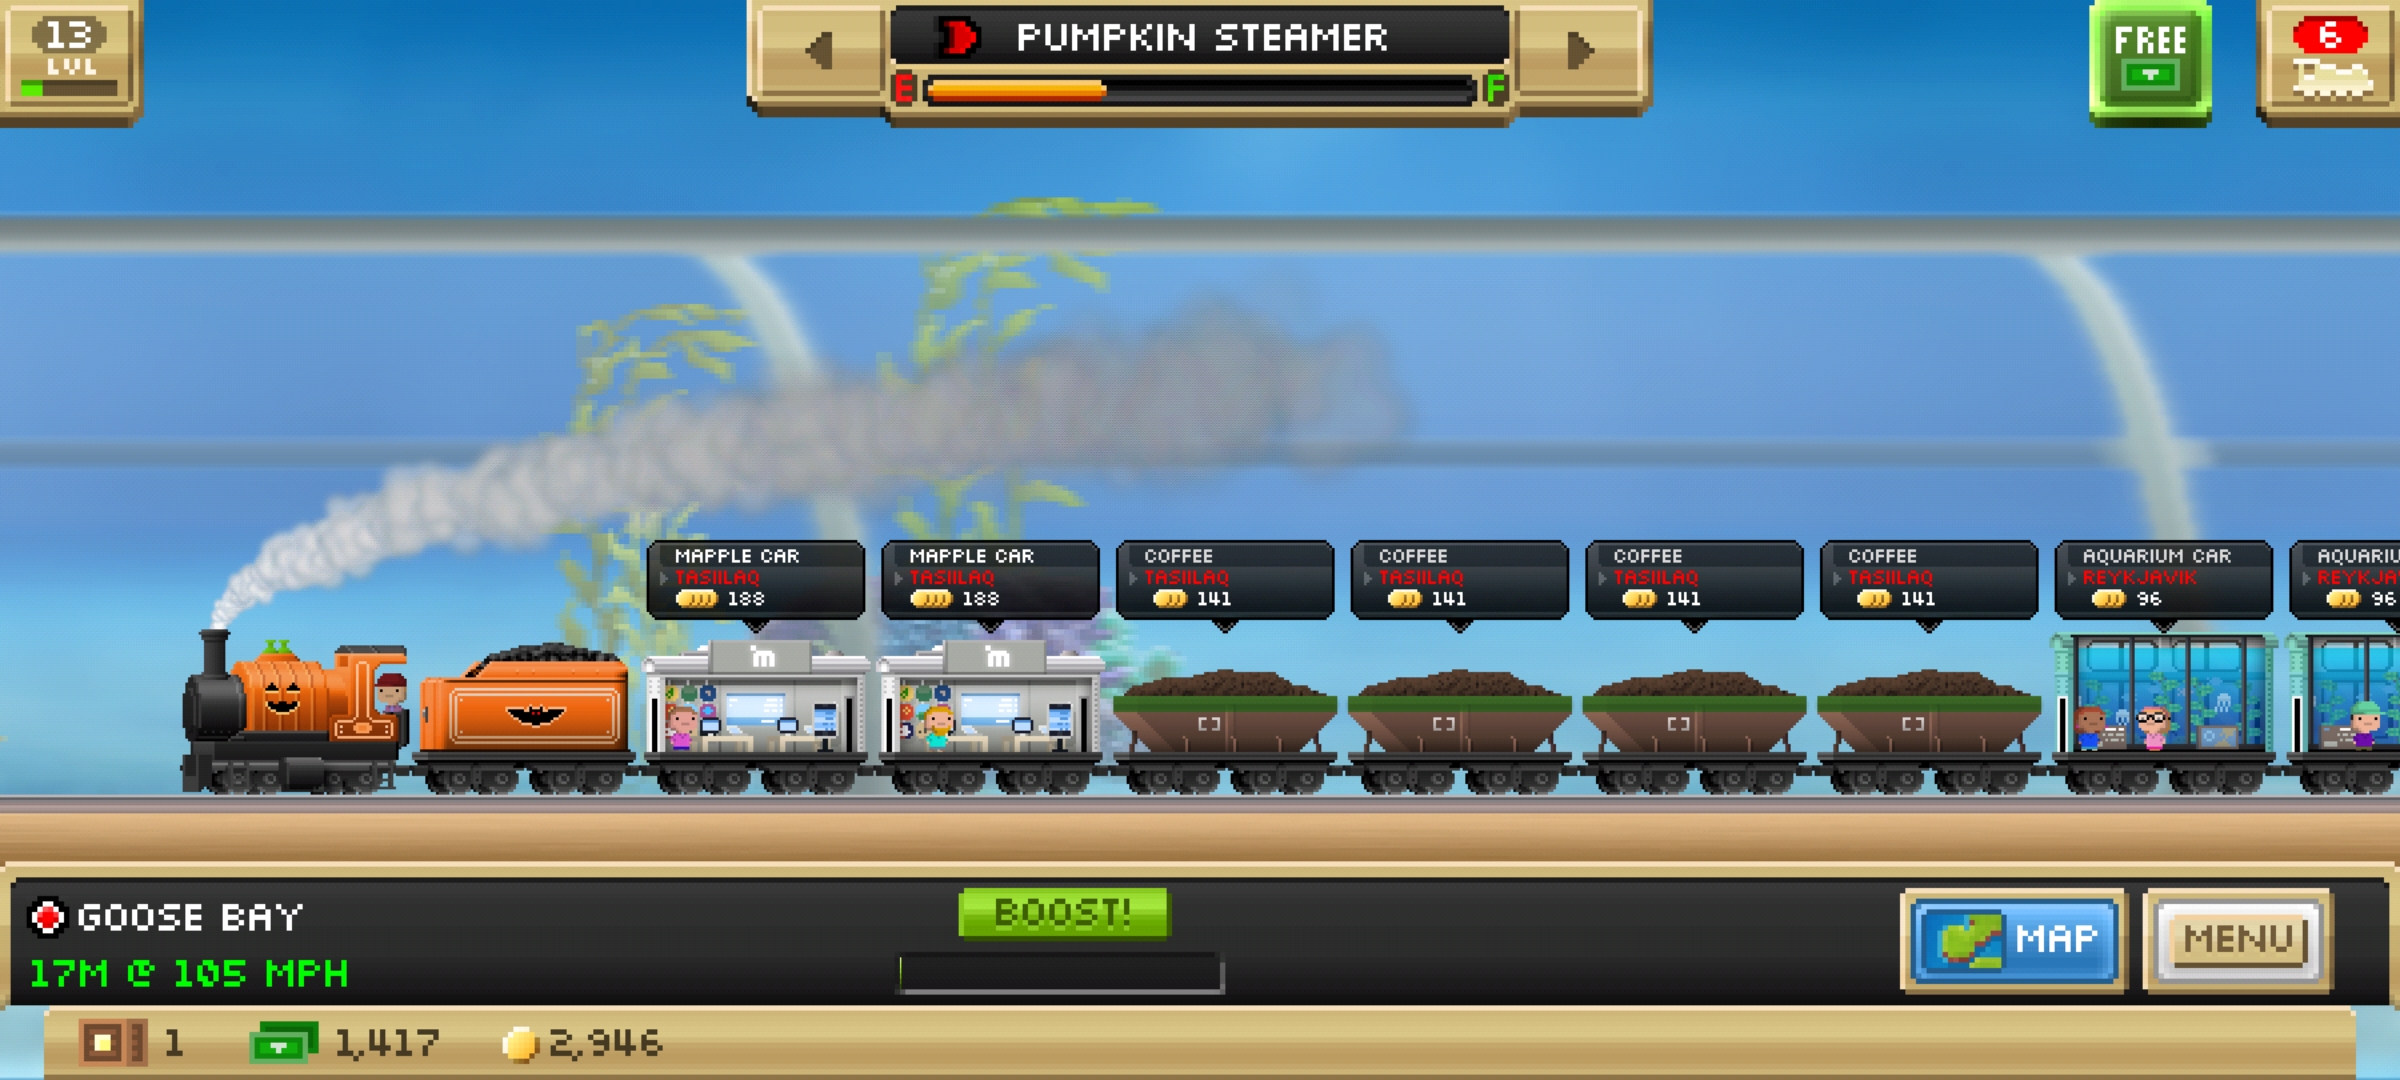 13
LVL
PUMPKIN STEAMER
E F
FREE
6
MAPPLE CAR
TASIILAQ
188
MAPPLE CAR
TASIILAQ
188
COFFEE
TASIILAQ
141
COFFEE
TASIILAQ
141
COFFEE
TASIILAQ
141
COFFEE
TASIILAQ
141
AQUARIUM CAR
REYKJAVIK
96
AQUARIU
REYKJA
96
m
m
GOOSE BAY
17M @ 105 MPH
BOOST!
MAP
MENU
1
1,417
2,946